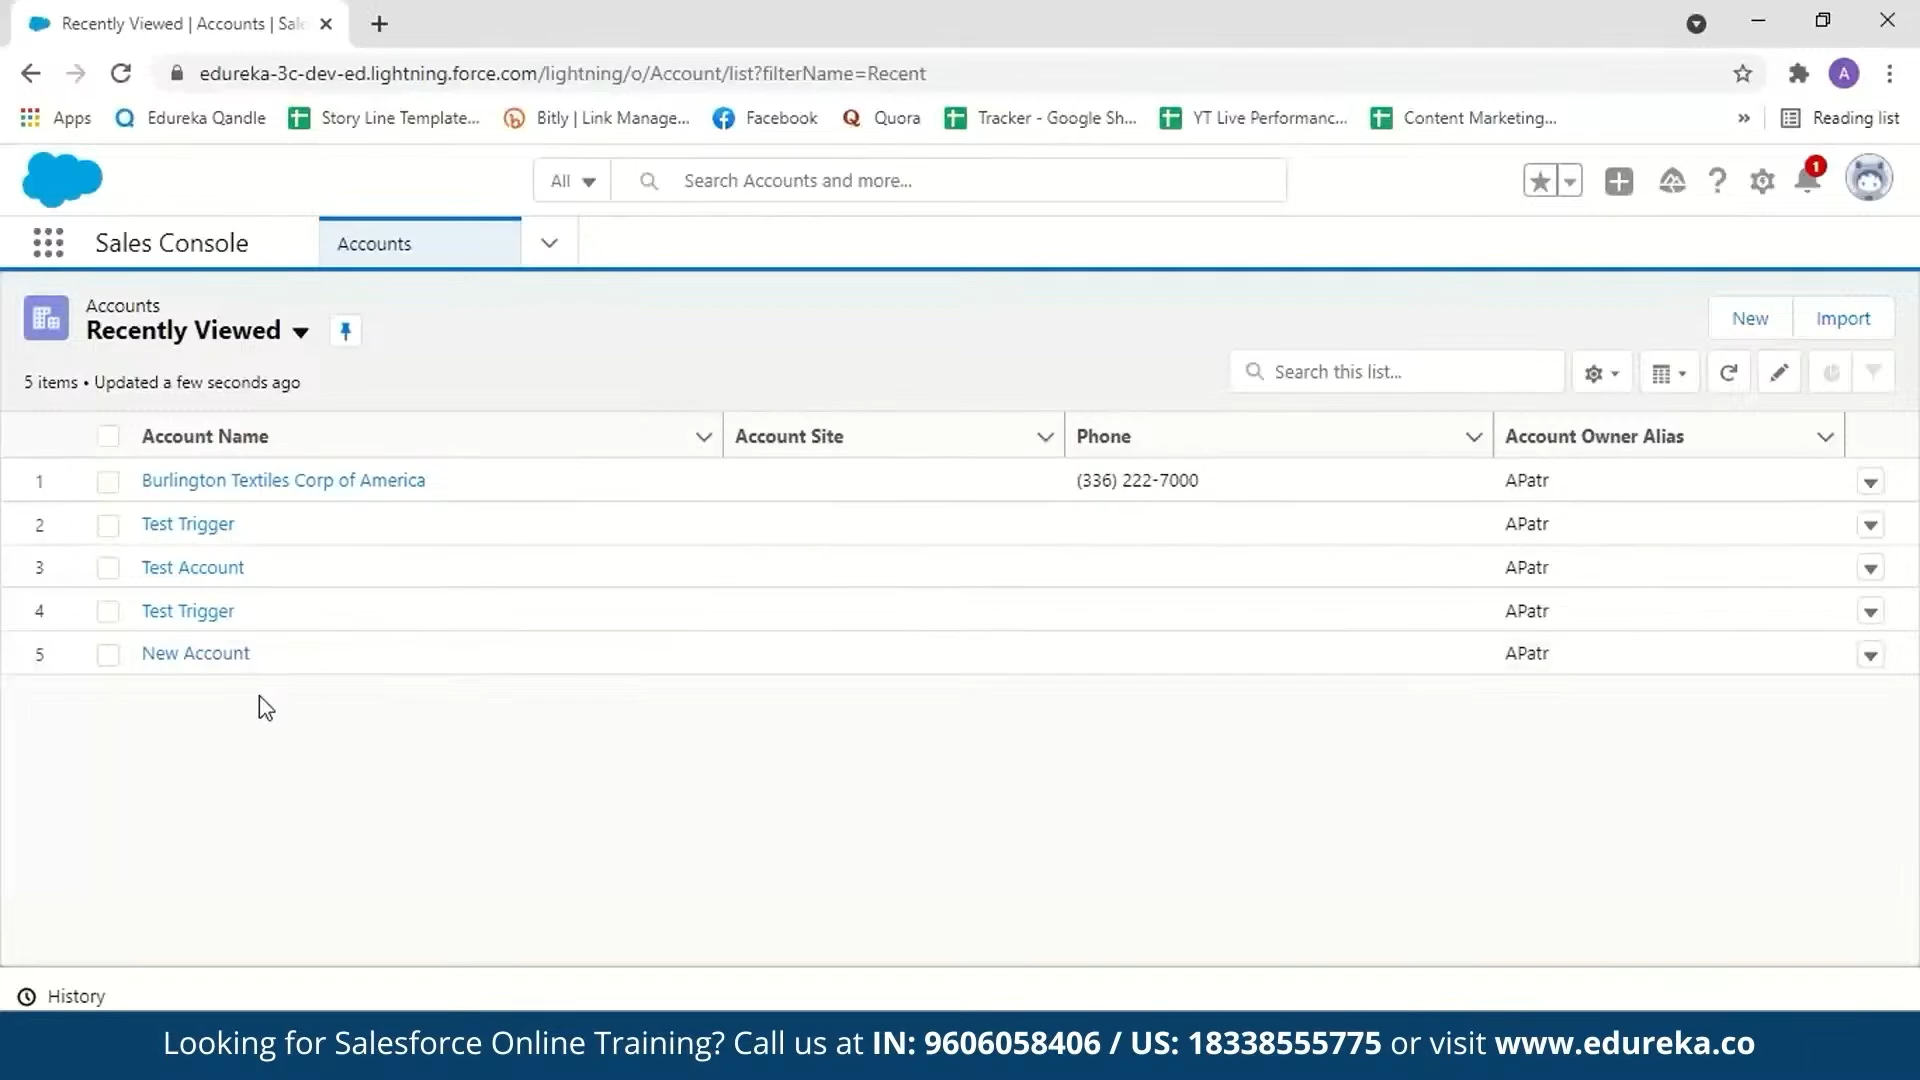 Recently Viewed | Accounts | Sale
edureka-3c-dev-ed.lightning.force.com/lightning/o/Account/list?filterName=Recent
A
Apps Edureka Qandle Story Line Template... Bitly | Link Manage... Facebook Quora Tracker - Google Sh... YT Live Performanc... Content Marketing... » Reading list
All Search Accounts and more... 1
Sales Console Accounts
Accounts
Recently Viewed
New Import
5 items • Updated a few seconds ago
Search this list...
Account Name Account Site Phone Account Owner Alias
1 Burlington Textiles Corp of America (336) 222-7000 APatr
2 Test Trigger APatr
3 Test Account APatr
4 Test Trigger APatr
5 New Account APatr
History
Looking for Salesforce Online Training? Call us at IN: 9606058406 / US: 18338555775 or visit www.edureka.co